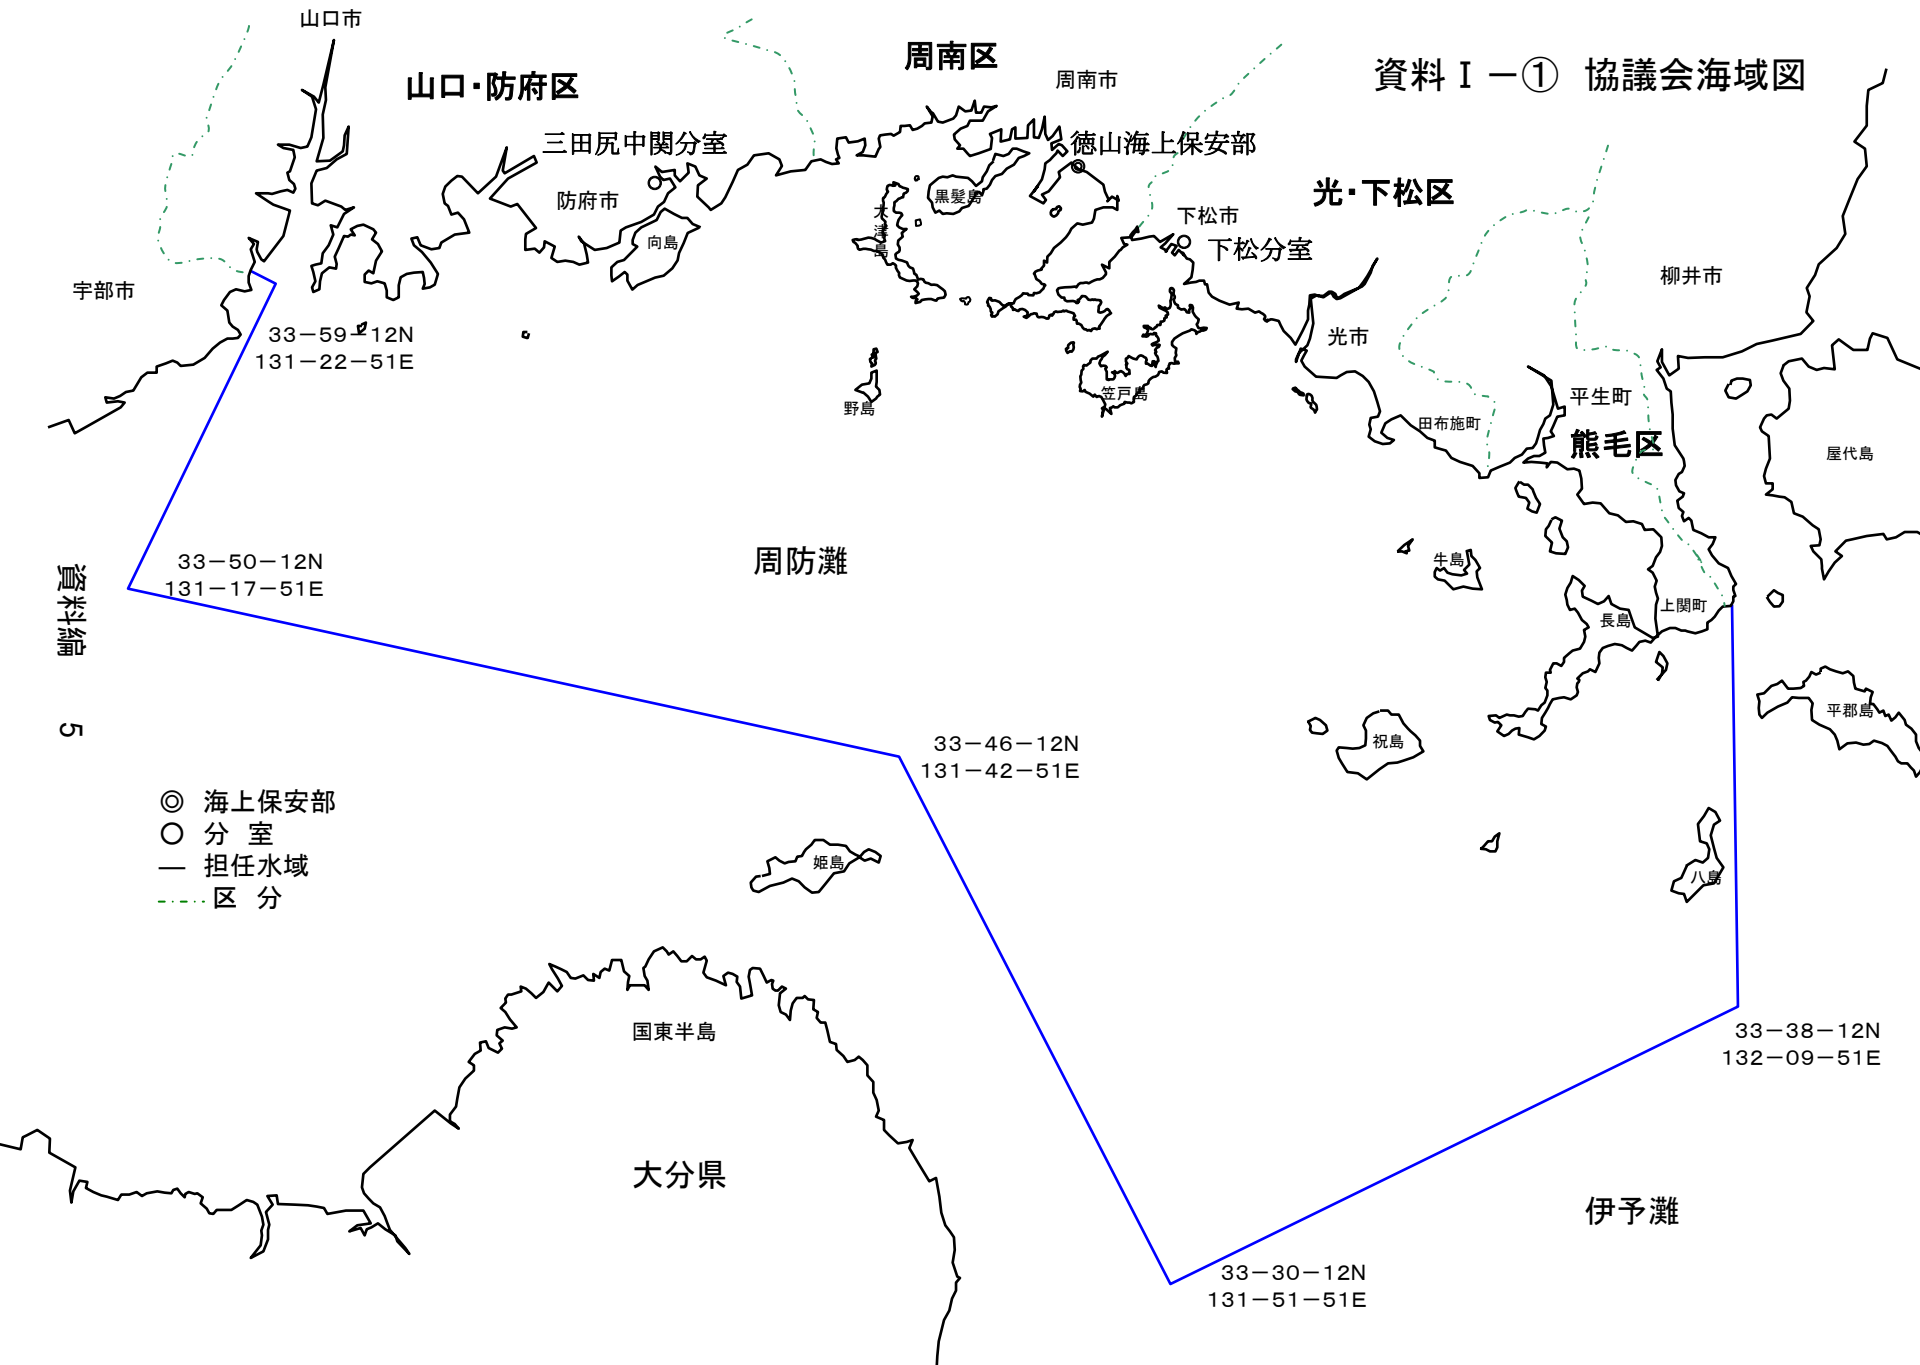 資料Ⅰ－① 協議会海域図
山口市
山口・防府区
周南区
周南市
三田尻中関分室
徳山海上保安部
防府市
黒髪島
光・下松区
大津島
下松市
向島
下松分室
宇部市
柳井市
33－59－12N
131－22－51E
光市
野島
笠戸島
平生町
田布施町
熊毛区
屋代島
周防灘
33－50－12N
131－17－51E
牛島
上関町
長島
資料編 5
平郡島
祝島
33－46－12N
131－42－51E
◎ 海上保安部
○ 分 室
― 担任水域
区 分
姫島
八島
国東半島
33－38－12N
132－09－51E
大分県
伊予灘
33－30－12N
131－51－51E